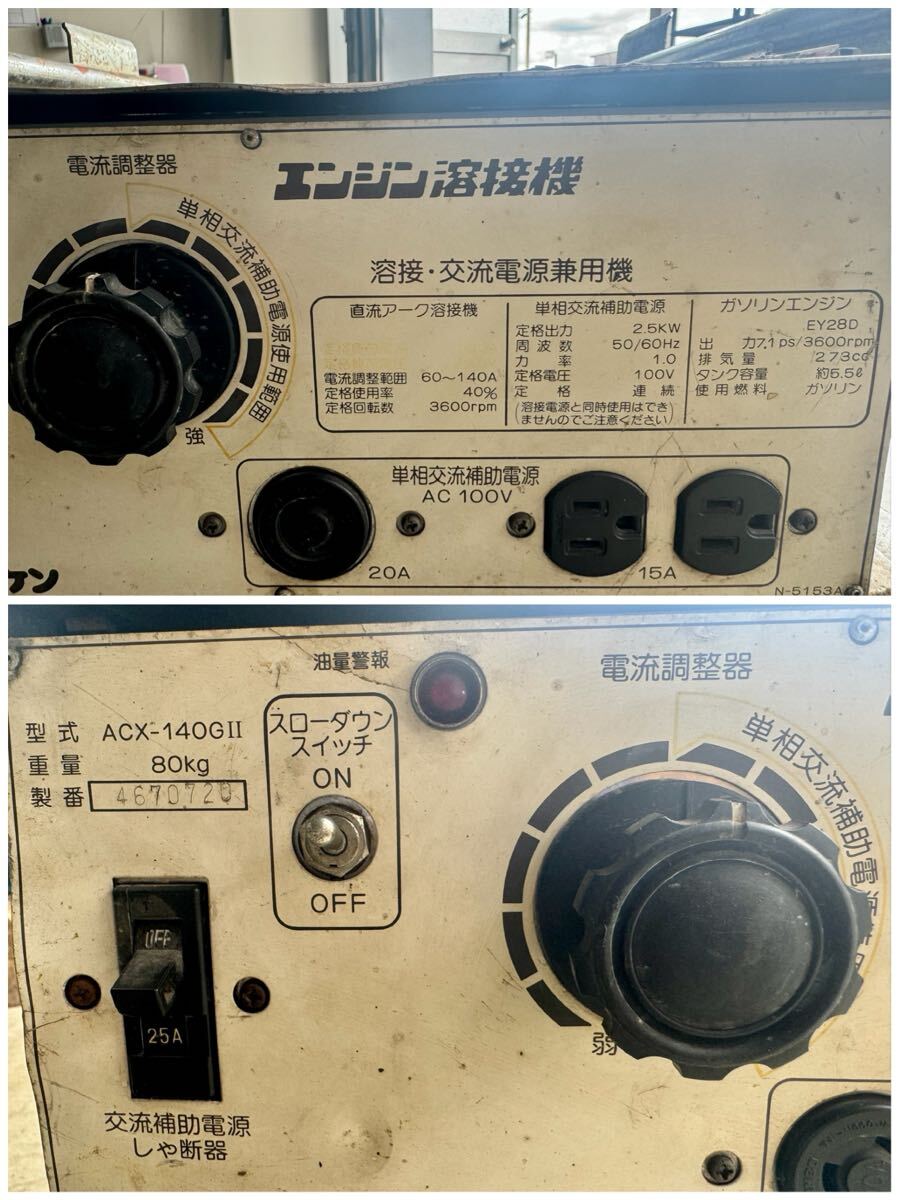 電流調整器
エンジン溶接機
単相交流補助電源使用範囲
強
溶接・交流電源兼用機
直流アーク溶接機
電流調整範囲 60～140A
定格使用率 40%
定格回転数 3600rpm
単相交流補助電源
定格出力 2.5KW
周波数 50/60Hz
力率 1.0
定格電圧 100V
定格 連続
(溶接電源と同時使用はでき
ませんのでご注意ください)
ガソリンエンジン
EY28D
出力7.1ps/3600rpm
排気量 273cc
タンク容量 約5.5ℓ
使用燃料 ガソリン
単相交流補助電源
AC 100V
20A
15A
N-5153A
油量警報
電流調整器
型式 ACX-140GII
重量 80kg
製番 4670720
スローダウン
スイッチ
ON
OFF
単相交流補助電
弱
OFF
25A
交流補助電源
しゃ断器